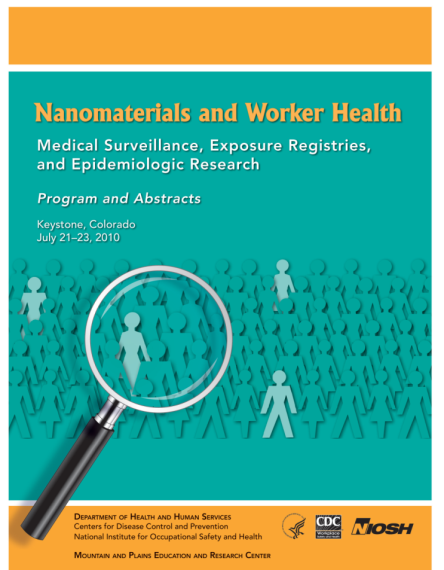 Nanomaterials and Worker Health
Medical Surveillance, Exposure Registries,
and Epidemiologic Research
Program and Abstracts
Keystone, Colorado
July 21–23, 2010
Department of Health and Human Services
Centers for Disease Control and Prevention
National Institute for Occupational Safety and Health
Mountain and Plains Education and Research Center
CDC
Workplace
NIOSH